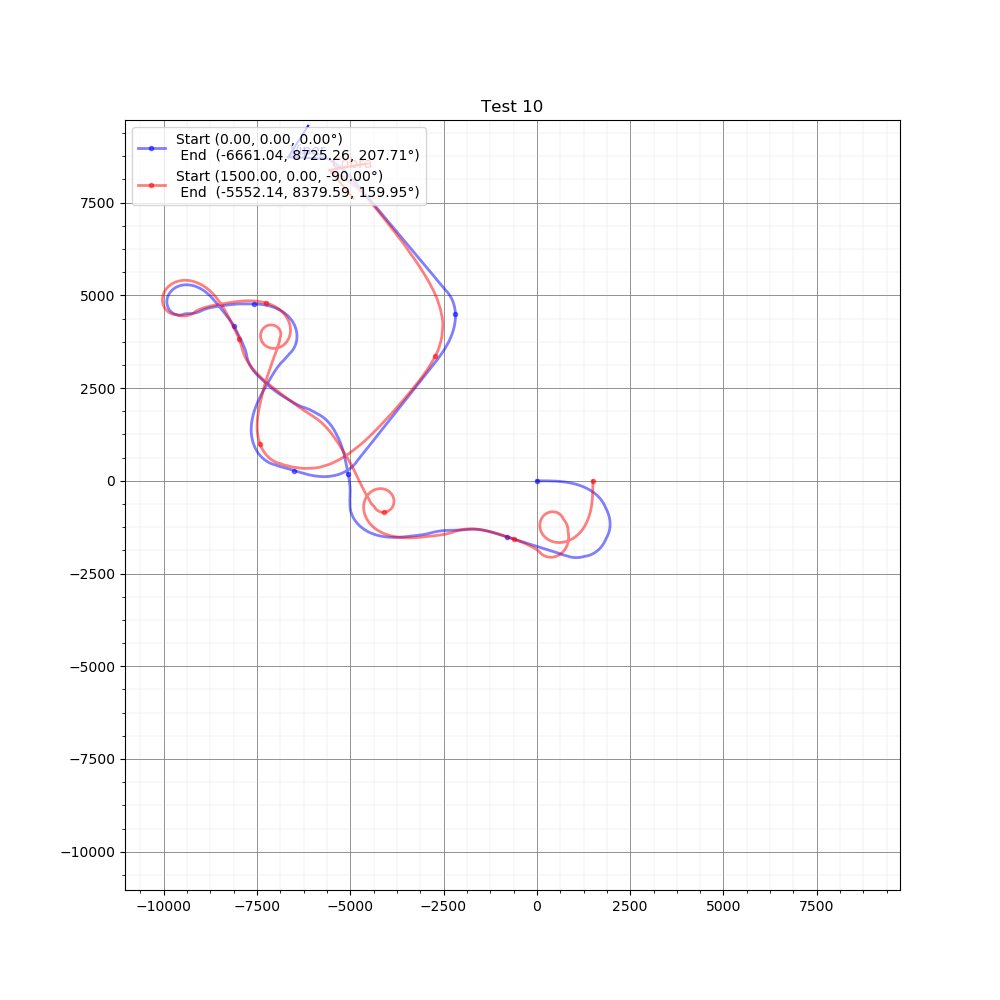 Test 10
Start (0.00, 0.00, 0.00°)
End (-6661.04, 8725.26, 207.71°)
Start (1500.00, 0.00, -90.00°)
End (-5552.14, 8379.59, 159.95°)
7500
5000
2500
0
−2500
−5000
−7500
−10000
−10000 −7500 −5000 −2500 0 2500 5000 7500